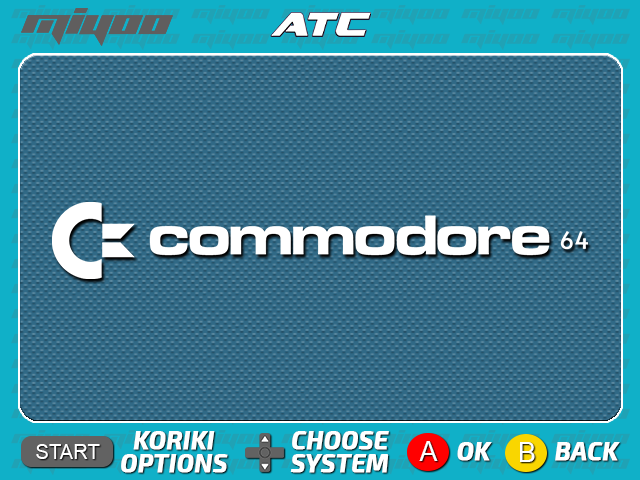 miyoo
ATC
commodore 64
START
KORIKI
OPTIONS
CHOOSE
SYSTEM
A
OK
B
BACK